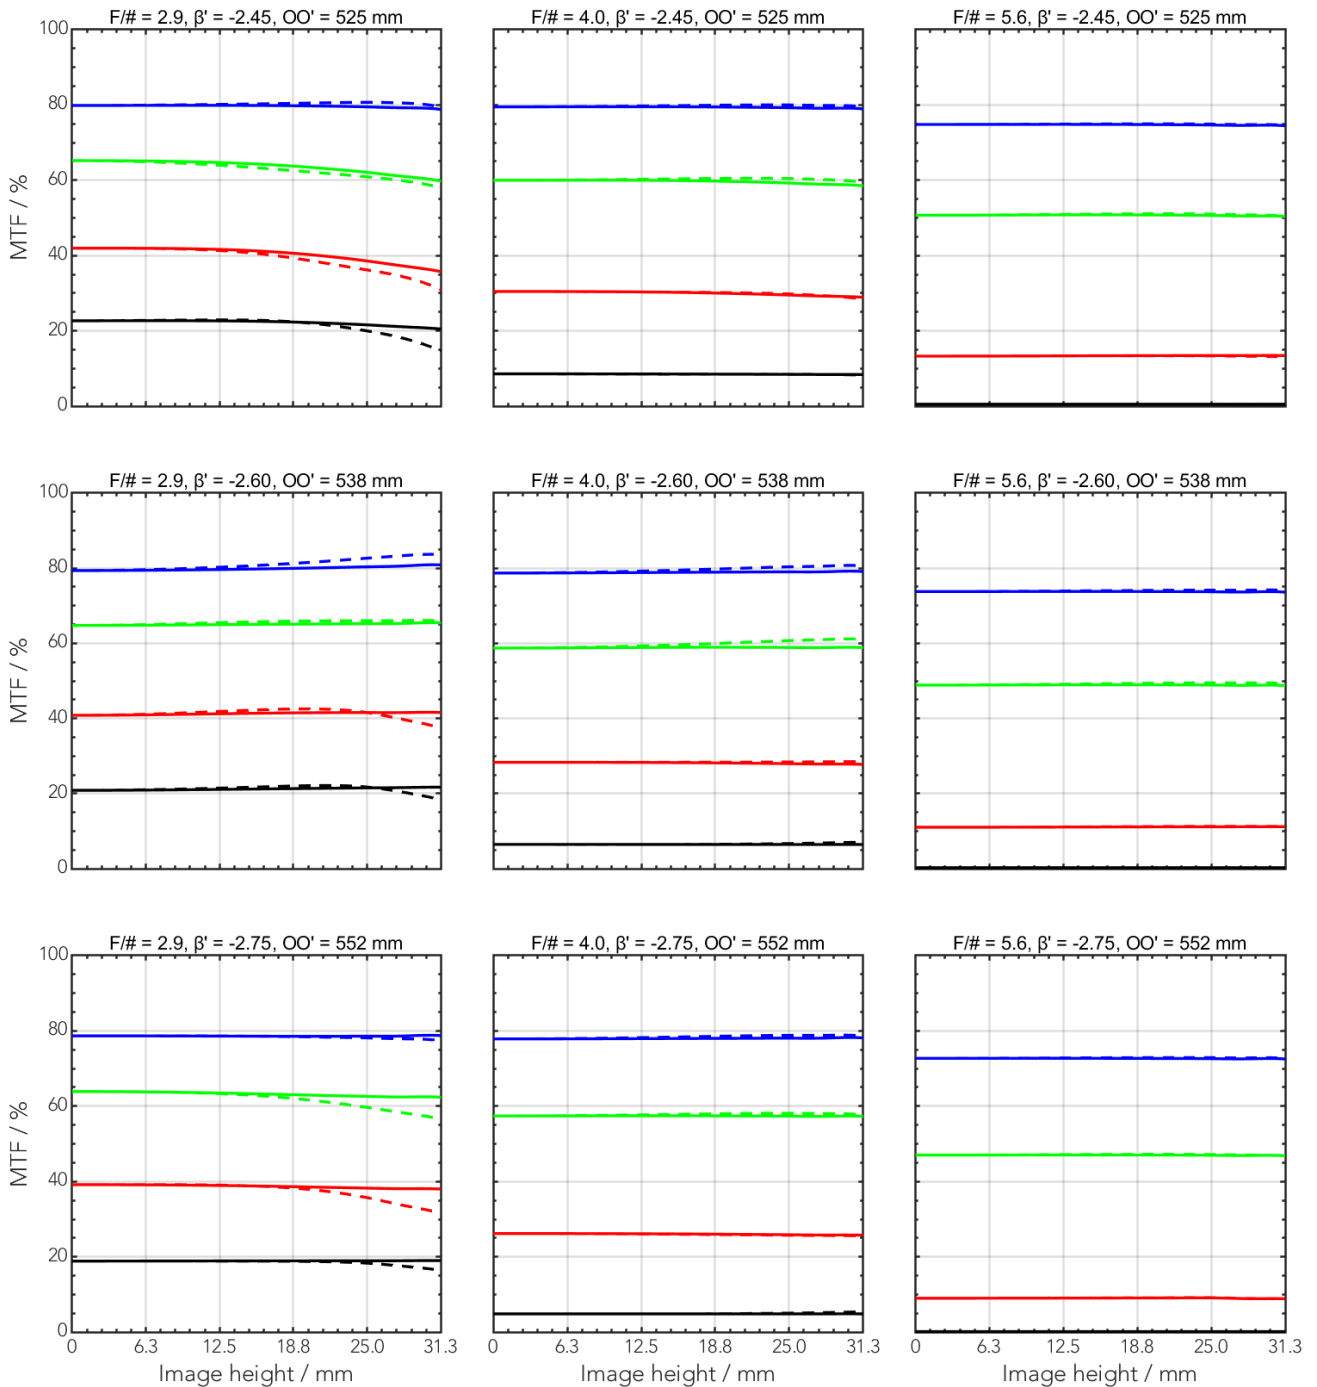 F/# = 2.9, β' = -2.45, OO' = 525 mm
F/# = 4.0, β' = -2.45, OO' = 525 mm
F/# = 5.6, β' = -2.45, OO' = 525 mm
100
80
60
40
20
0
MTF / %
F/# = 2.9, β' = -2.60, OO' = 538 mm
F/# = 4.0, β' = -2.60, OO' = 538 mm
F/# = 5.6, β' = -2.60, OO' = 538 mm
100
80
60
40
20
0
MTF / %
F/# = 2.9, β' = -2.75, OO' = 552 mm
F/# = 4.0, β' = -2.75, OO' = 552 mm
F/# = 5.6, β' = -2.75, OO' = 552 mm
100
80
60
40
20
0
MTF / %
0 6.3 12.5 18.8 25.0 31.3
0 6.3 12.5 18.8 25.0 31.3
0 6.3 12.5 18.8 25.0 31.3
Image height / mm
Image height / mm
Image height / mm